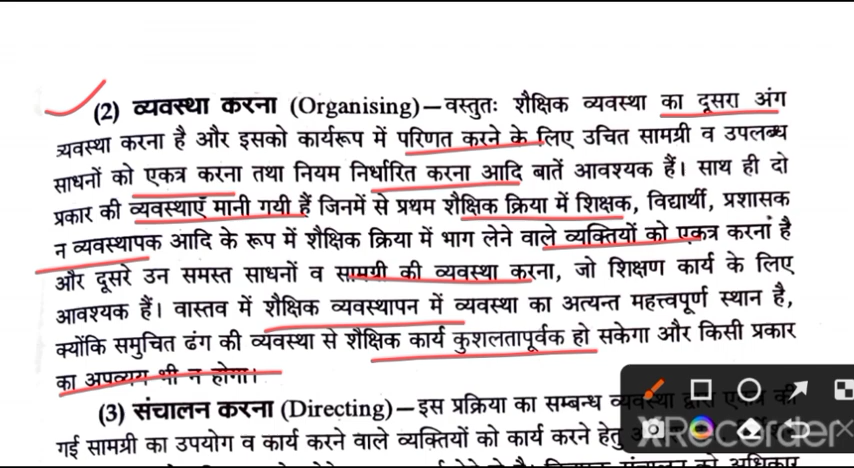 (2) व्यवस्था करना (Organising)—वस्तुतः शैक्षिक व्यवस्था का दूसरा अंग
व्यवस्था करना है और इसको कार्यरूप में परिणत करने के लिए उचित सामग्री व उपलब्ध
साधनों को एकत्र करना तथा नियम निर्धारित करना आदि बातें आवश्यक हैं। साथ ही दो
प्रकार की व्यवस्थाएँ मानी गयी हैं जिनमें से प्रथम शैक्षिक क्रिया में शिक्षक, विद्यार्थी, प्रशासक
न व्यवस्थापक आदि के रूप में शैक्षिक क्रिया में भाग लेने वाले व्यक्तियों को एकत्र करना है
और दूसरे उन समस्त साधनों व सामग्री की व्यवस्था करना, जो शिक्षण कार्य के लिए
आवश्यक हैं। वास्तव में शैक्षिक व्यवस्थापन में व्यवस्था का अत्यन्त महत्त्वपूर्ण स्थान है,
क्योंकि समुचित ढंग की व्यवस्था से शैक्षिक कार्य कुशलतापूर्वक हो सकेगा और किसी प्रकार
का अपव्यय भी न होगा।
(3) संचालन करना (Directing)—इस प्रक्रिया का सम्बन्ध व्यवस्था द्वारा एकत्र की
गई सामग्री का उपयोग व कार्य करने वाले व्यक्तियों को कार्य करने हेतु
XRecorder